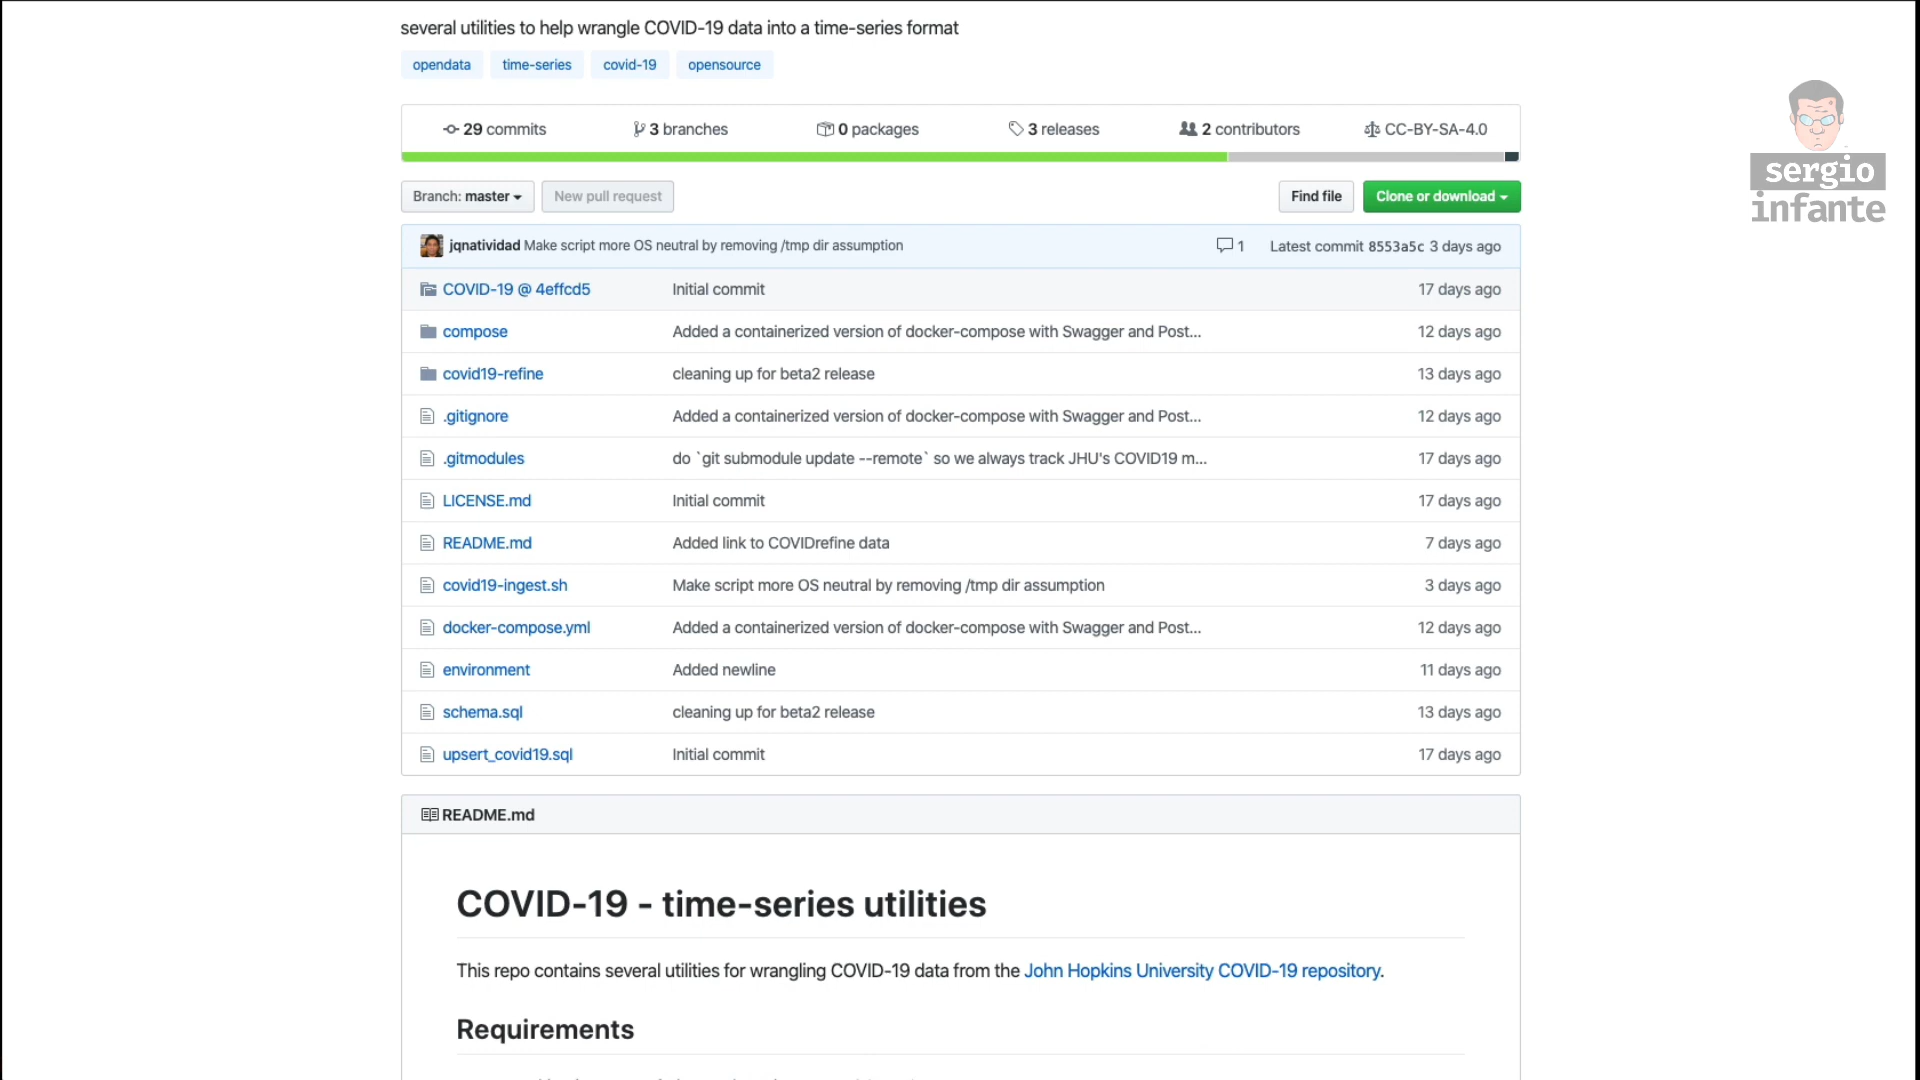 several utilities to help wrangle COVID-19 data into a time-series format
opendata time-series covid-19 opensource
29 commits 3 branches 0 packages 3 releases 2 contributors CC-BY-SA-4.0
sergio
infante
Branch: master New pull request Find file Clone or download
jqnatividad Make script more OS neutral by removing /tmp dir assumption 1 Latest commit 8553a5c 3 days ago
COVID-19 @ 4effcd5 Initial commit 17 days ago
compose Added a containerized version of docker-compose with Swagger and Post... 12 days ago
covid19-refine cleaning up for beta2 release 13 days ago
.gitignore Added a containerized version of docker-compose with Swagger and Post... 12 days ago
.gitmodules do `git submodule update --remote` so we always track JHU's COVID19 m... 17 days ago
LICENSE.md Initial commit 17 days ago
README.md Added link to COVIDrefine data 7 days ago
covid19-ingest.sh Make script more OS neutral by removing /tmp dir assumption 3 days ago
docker-compose.yml Added a containerized version of docker-compose with Swagger and Post... 12 days ago
environment Added newline 11 days ago
schema.sql cleaning up for beta2 release 13 days ago
upsert_covid19.sql Initial commit 17 days ago
README.md
COVID-19 - time-series utilities
This repo contains several utilities for wrangling COVID-19 data from the John Hopkins University COVID-19 repository.
Requirements